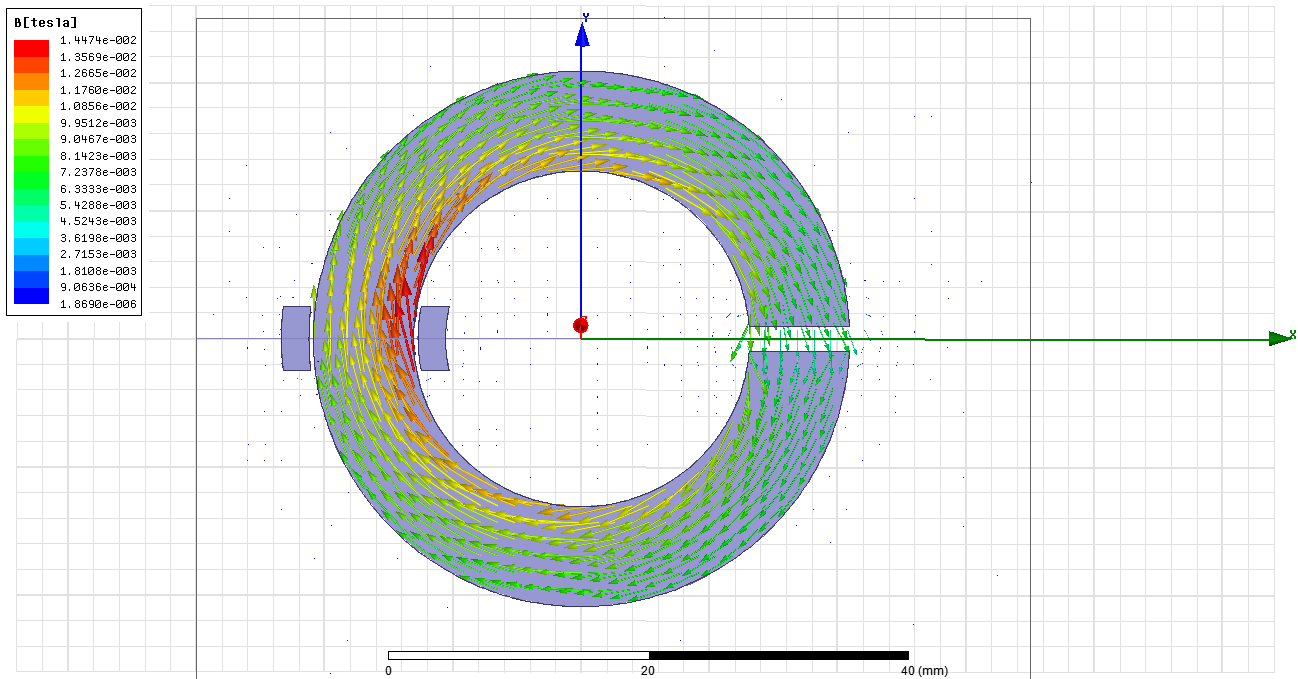 B[tesla]
1.4474e-002
1.3569e-002
1.2665e-002
1.1760e-002
1.0856e-002
9.9512e-003
9.0467e-003
8.1423e-003
7.2378e-003
6.3333e-003
5.4288e-003
4.5243e-003
3.6198e-003
2.7153e-003
1.8108e-003
9.0636e-004
1.8690e-006
Y
X
0
20
40 (mm)